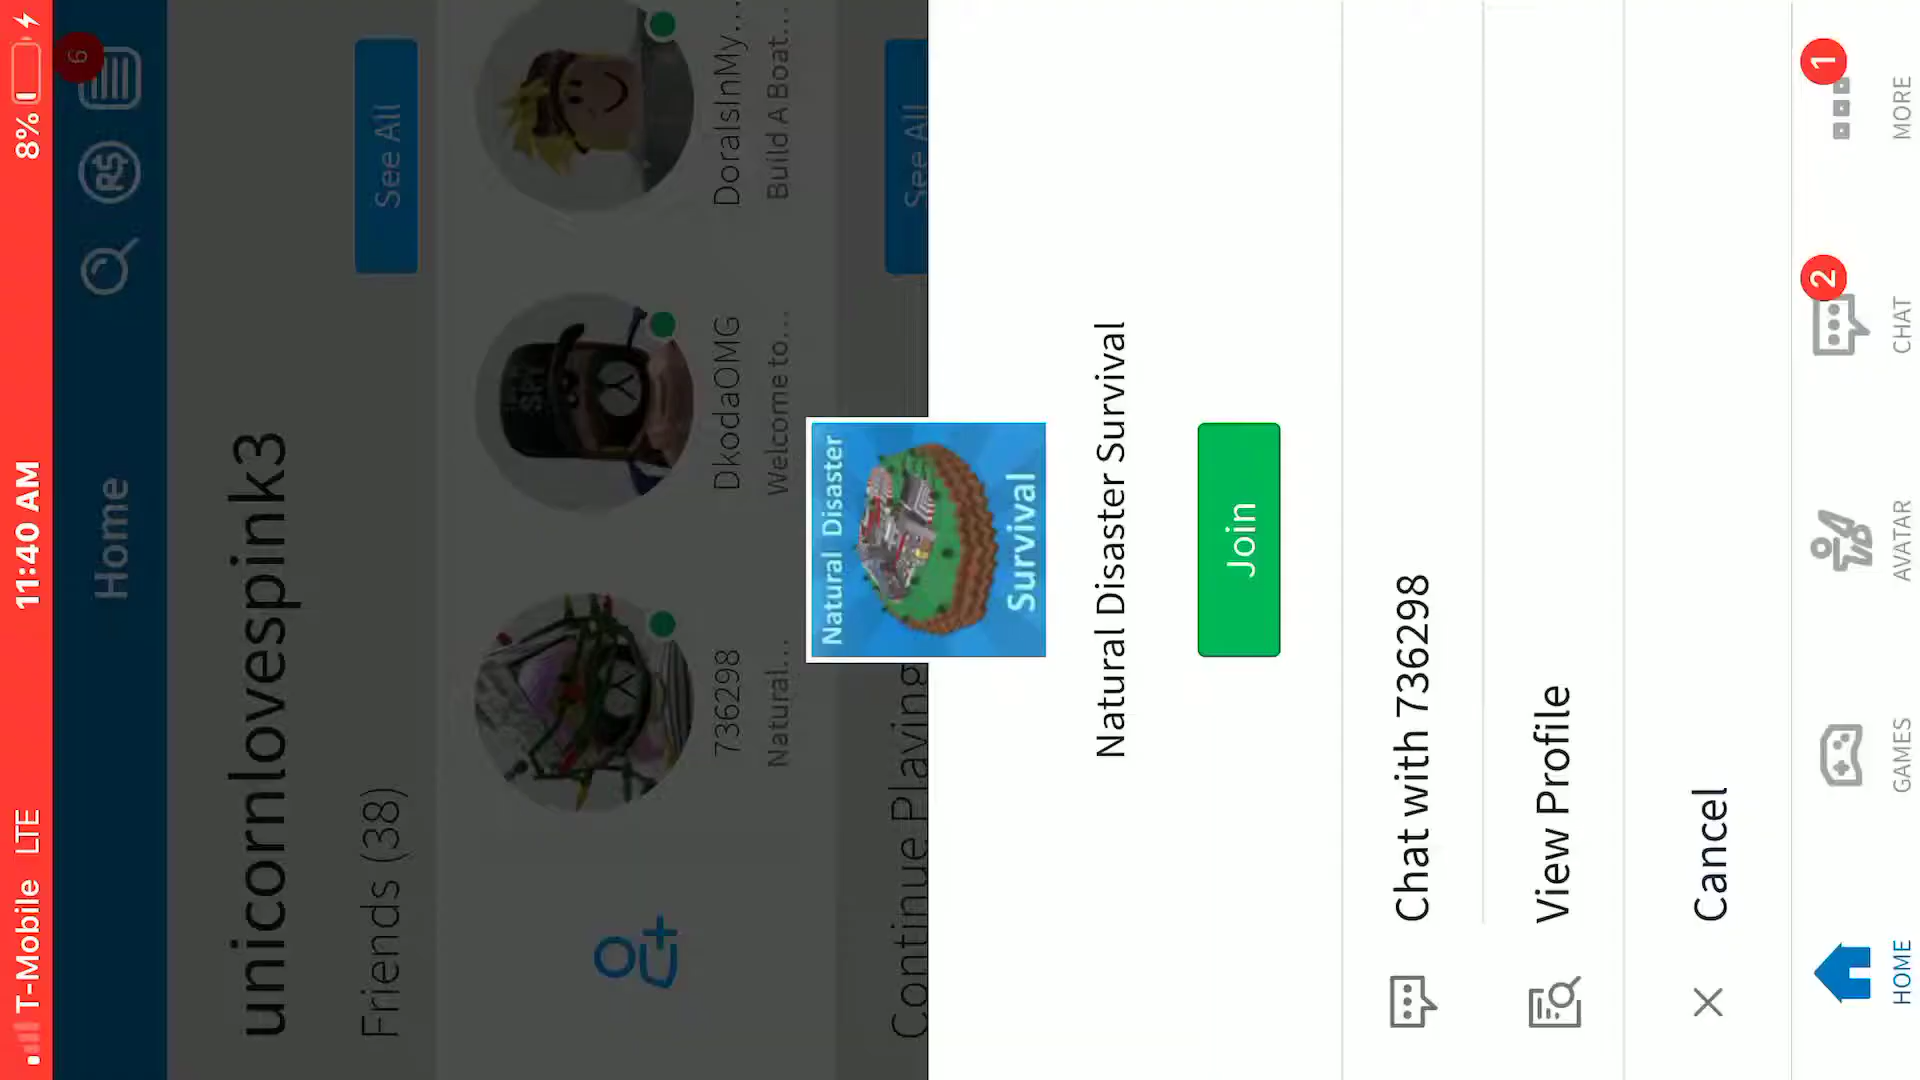 T-Mobile LTE 11:40 AM 8%
Home
R$
6
unicornlovespink3
Friends (38)
See All
736298
Natural...
DkodaOMG
Welcome to...
DoraIsInMy...
Build A Boat...
Continue Playing
See All
Natural Disaster
Survival
Natural Disaster Survival
Join
Chat with 736298
View Profile
Cancel
HOME
GAMES
AVATAR
2
CHAT
1
MORE